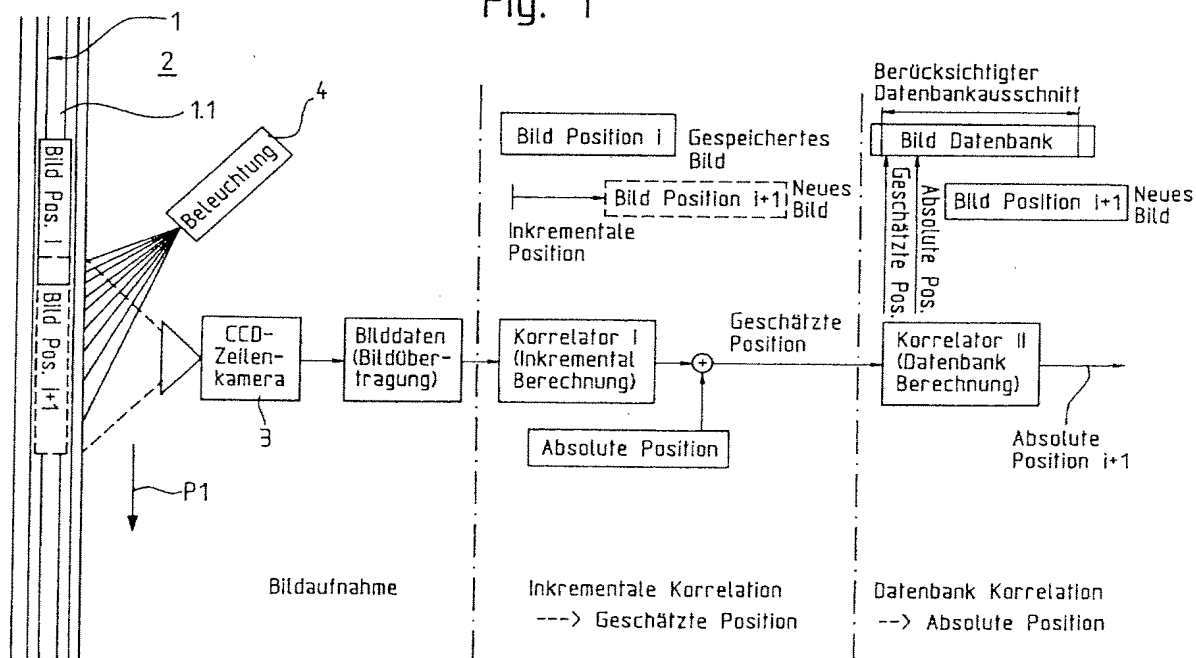 Fig. 1
1
2
1.1
4
Beleuchtung
Bild Pos. i
Bild Pos. i+1
CCD-
Zeilen-
kamera
3
Bilddaten
(Bildüber-
tragung)
P1
Bildaufnahme
Bild Position i
Gespeichertes
Bild
Bild Position i+1
Neues
Bild
Inkrementale
Position
Korrelator I
(Inkremental
Berechnung)
+
Absolute Position
Geschätzte
Position
Inkrementale Korrelation
---> Geschätzte Position
Berücksichtigter
Datenbankausschnitt
Bild Datenbank
Geschätzte Pos.
Absolute Pos.
Bild Position i+1
Neues
Bild
Korrelator II
(Datenbank
Berechnung)
Absolute
Position i+1
Datenbank Korrelation
--> Absolute Position